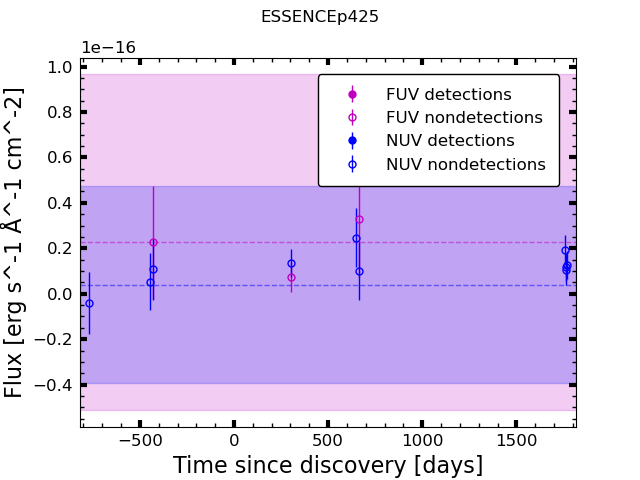 ESSENCEp425
1e−16
1.0
0.8
0.6
0.4
0.2
0.0
−0.2
−0.4
Flux [erg s^-1 Å^-1 cm^-2]
FUV detections
FUV nondetections
NUV detections
NUV nondetections
−500 0 500 1000 1500
Time since discovery [days]